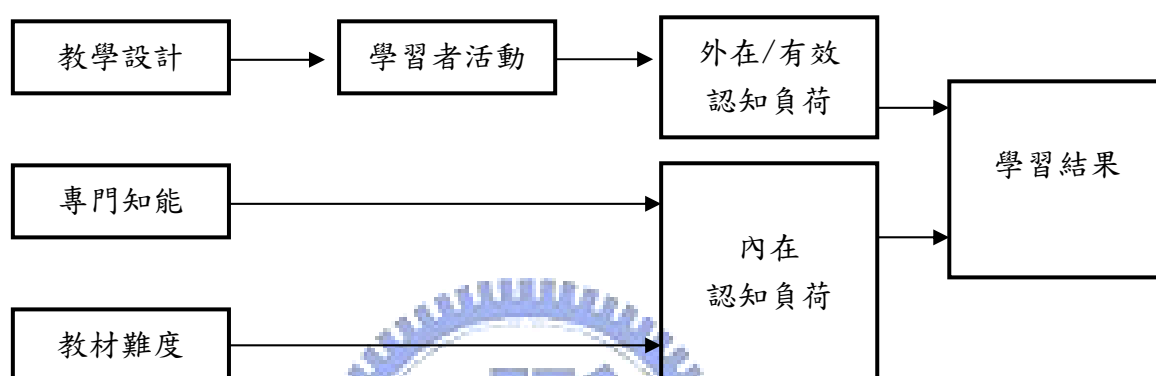 教學設計
學習者活動
外在/有效
認知負荷
學習結果
專門知能
內在
認知負荷
教材難度